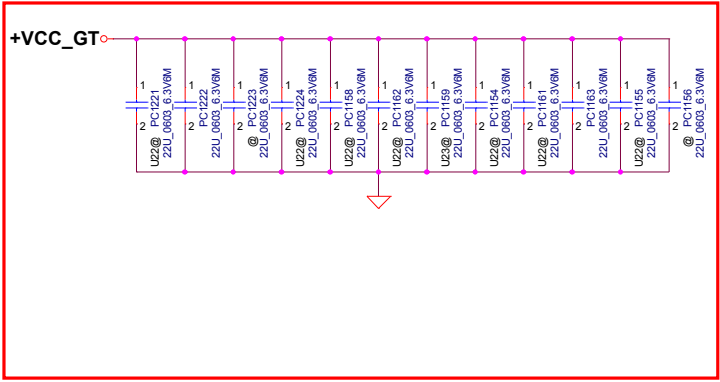 +VCC_GT
1
2
U22@ PC1221
22U_0603_6.3V6M
1
2
PC1222
22U_0603_6.3V6M
1
2
@ PC1223
22U_0603_6.3V6M
1
2
U22@ PC1224
22U_0603_6.3V6M
1
2
U22@ PC1158
22U_0603_6.3V6M
1
2
U22@ PC1162
22U_0603_6.3V6M
1
2
U23@ PC1159
22U_0603_6.3V6M
1
2
U22@ PC1154
22U_0603_6.3V6M
1
2
U22@ PC1161
22U_0603_6.3V6M
1
2
PC1163
22U_0603_6.3V6M
1
2
U22@ PC1155
22U_0603_6.3V6M
1
2
@ PC1156
22U_0603_6.3V6M